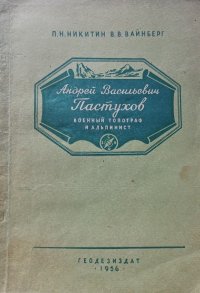 П.Н.НИКИТИН В.В.ВАЙНБЕРГ
Андрей Васильевич
Пастухов
ВОЕННЫЙ ТОПОГРАФ
И АЛЬПИНИСТ
ГЕОДЕЗИЗДАТ
·1956·